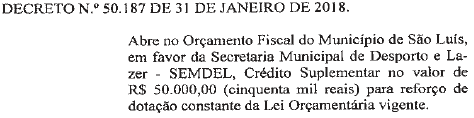 DECRETO N.º 50.187 DE 31 DE JANEIRO DE 2018.
Abre no Orçamento Fiscal do Município de São Luís,
em favor da Secretaria Municipal de Desporto e La-
zer - SEMDEL, Crédito Suplementar no valor de
R$ 50.000,00 (cinquenta mil reais) para reforço de
dotação constante da Lei Orçamentária vigente.